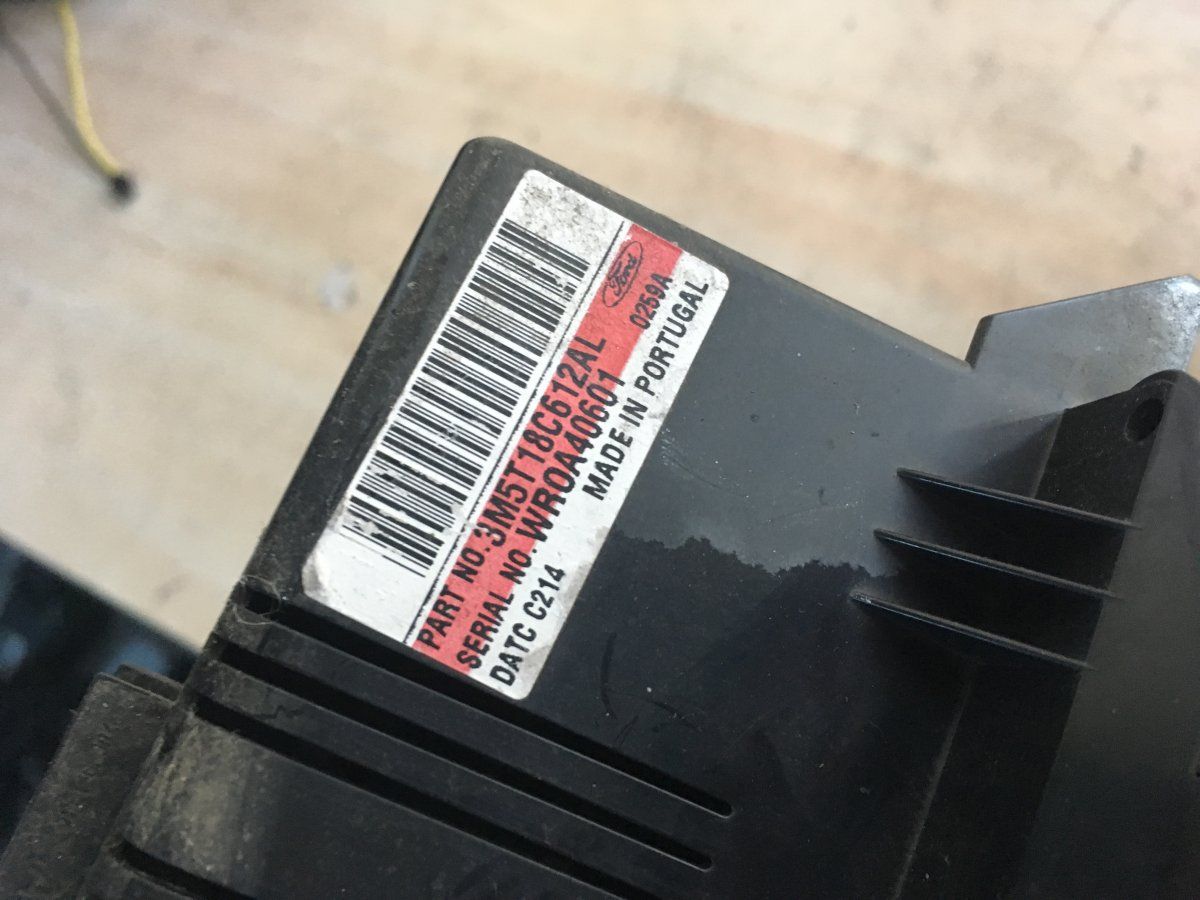 Ford
0259A
PART NO. 3M5T18C612AL
SERIAL NO. WR0A40601
MADE IN PORTUGAL
DATC C214